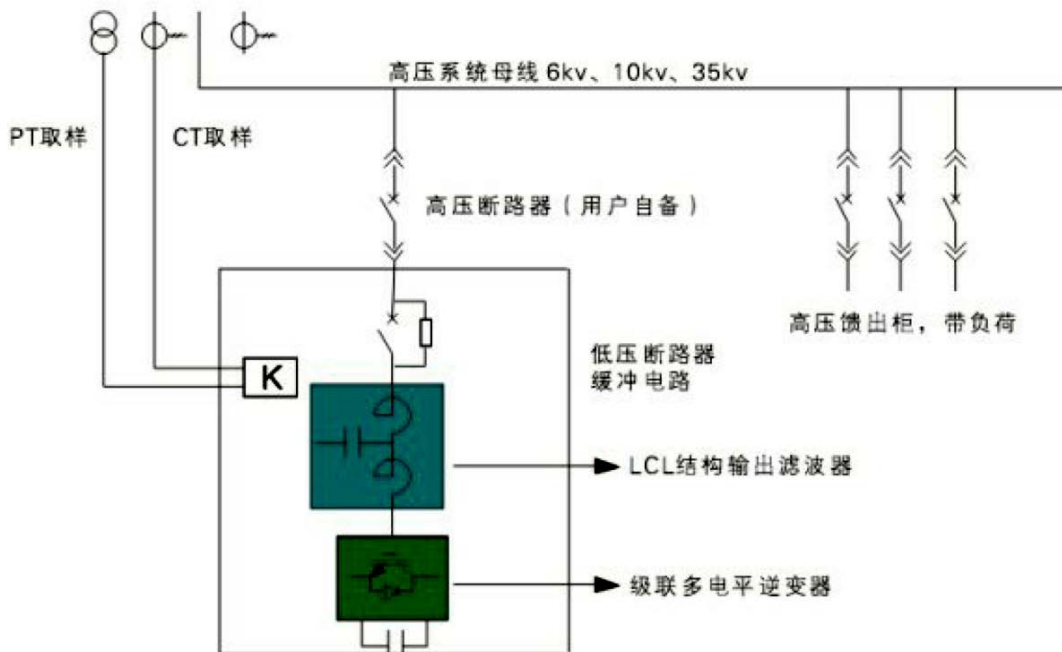 高压系统母线 6kv、10kv、35kv
PT取样
CT取样
高压断路器（用户自备）
高压馈出柜，带负荷
低压断路器
缓冲电路
K
LCL结构输出滤波器
级联多电平逆变器